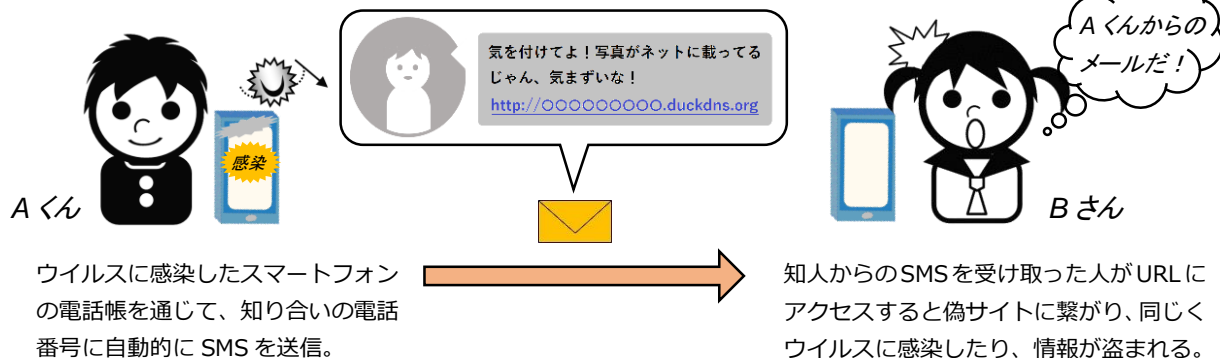 Aくんからの
メールだ！
気を付けてよ！写真がネットに載ってる
じゃん、気まずいな！
http://○○○○○○○○○.duckdns.org
感染
Aくん
Bさん
ウイルスに感染したスマートフォン
の電話帳を通じて、知り合いの電話
番号に自動的に SMS を送信。
知人からのSMSを受け取った人がURLに
アクセスすると偽サイトに繋がり、同じく
ウイルスに感染したり、情報が盗まれる。